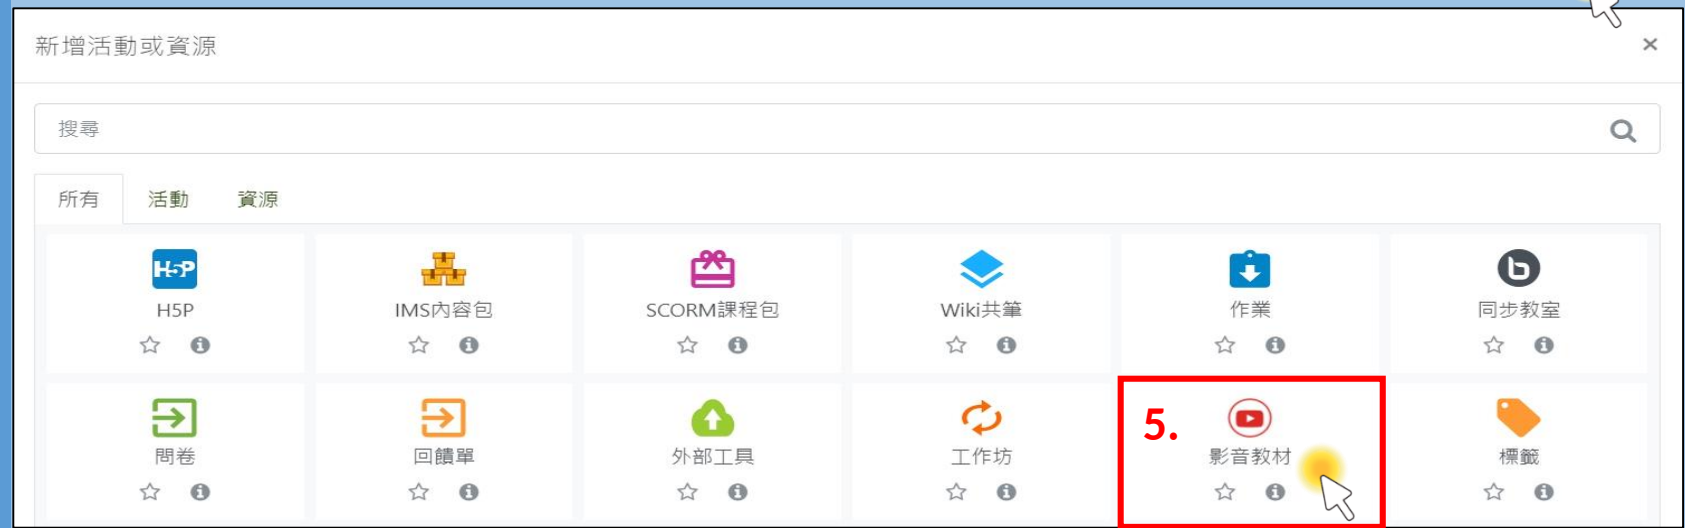 新增活動或資源
×
搜尋
所有 活動 資源
H5P
H5P IMS內容包 SCORM課程包 Wiki共筆 作業 同步教室
5.
問卷 回饋單 外部工具 工作坊 影音教材 標籤